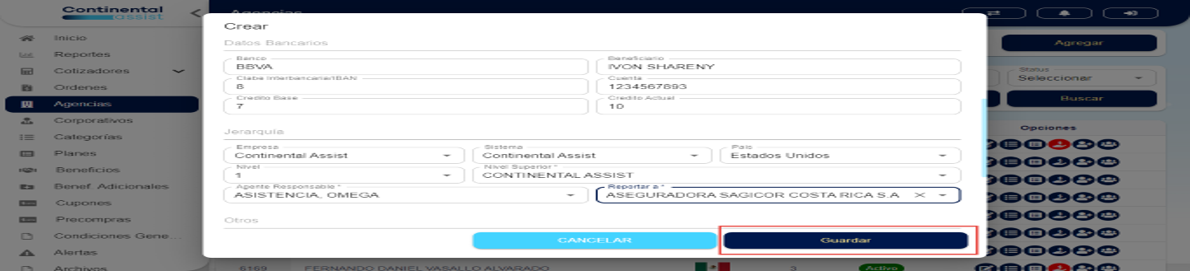 Continental
assist
Agencias
Inicio
Reportes
Cotizadores
Ordenes
Agencias
Corporativos
Categorías
Planes
Beneficios
Benef. Adicionales
Cupones
Precompras
Condiciones Gene...
Alertas
Archivos
Crear
Datos Bancarios
Banco
BBVA
Beneficiario
IVON SHARENY
Clabe Interbancaria/IBAN
8
Cuenta
1234567893
Credito Base
7
Credito Actual
10
Jerarquía
Empresa
Continental Assist
Sistema
Continental Assist
País
Estados Unidos
Nivel
1
Nivel Superior *
CONTINENTAL ASSIST
Agente Responsable *
ASISTENCIA, OMEGA
Reportar a *
ASEGURADORA SAGICOR COSTA RICA S.A
Otros
CANCELAR
Guardar
Agregar
Status
Seleccionar
Buscar
Opciones
6169 FERNANDO DANIEL VASALLO ALVARADO 3 Activo